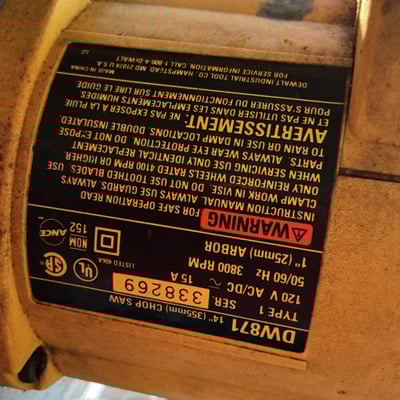 DW871
14" (355mm) CHOP SAW
TYPE 1
SER. 338269
120 V AC/DC ~ 15 A
50/60 Hz 3800 RPM
1" (25mm) ARBOR
UL
LISTED 406A
SP
NOM
152
ANCE
WARNING
FOR SAFE OPERATION READ
INSTRUCTION MANUAL. ALWAYS USE GUARDS.
CLAMP WORK IN VISE. DO NOT USE TOOTHED BLADES. USE
ONLY REINFORCED WHEELS RATED 4100 RPM OR HIGHER.
WHEN SERVICING USE ONLY IDENTICAL REPLACEMENT
PARTS. ALWAYS WEAR EYE PROTECTION. DO NOT EXPOSE
TO RAIN OR USE IN DAMP LOCATIONS. DOUBLE INSULATED.
AVERTISSEMENT: NE PAS EXPOSER À LA PLUIE
ET NE PAS UTILISER DANS LES EMPLACEMENTS HUMIDES.
POUR S'ASSURER DU FONCTIONNEMENT SUR LIRE LE GUIDE.
MADE IN CHINA
DEWALT INDUSTRIAL TOOL CO., HAMPSTEAD, MD 21074 U.S.A.
FOR SERVICE INFORMATION, CALL 1-800-4-DEWALT
LC